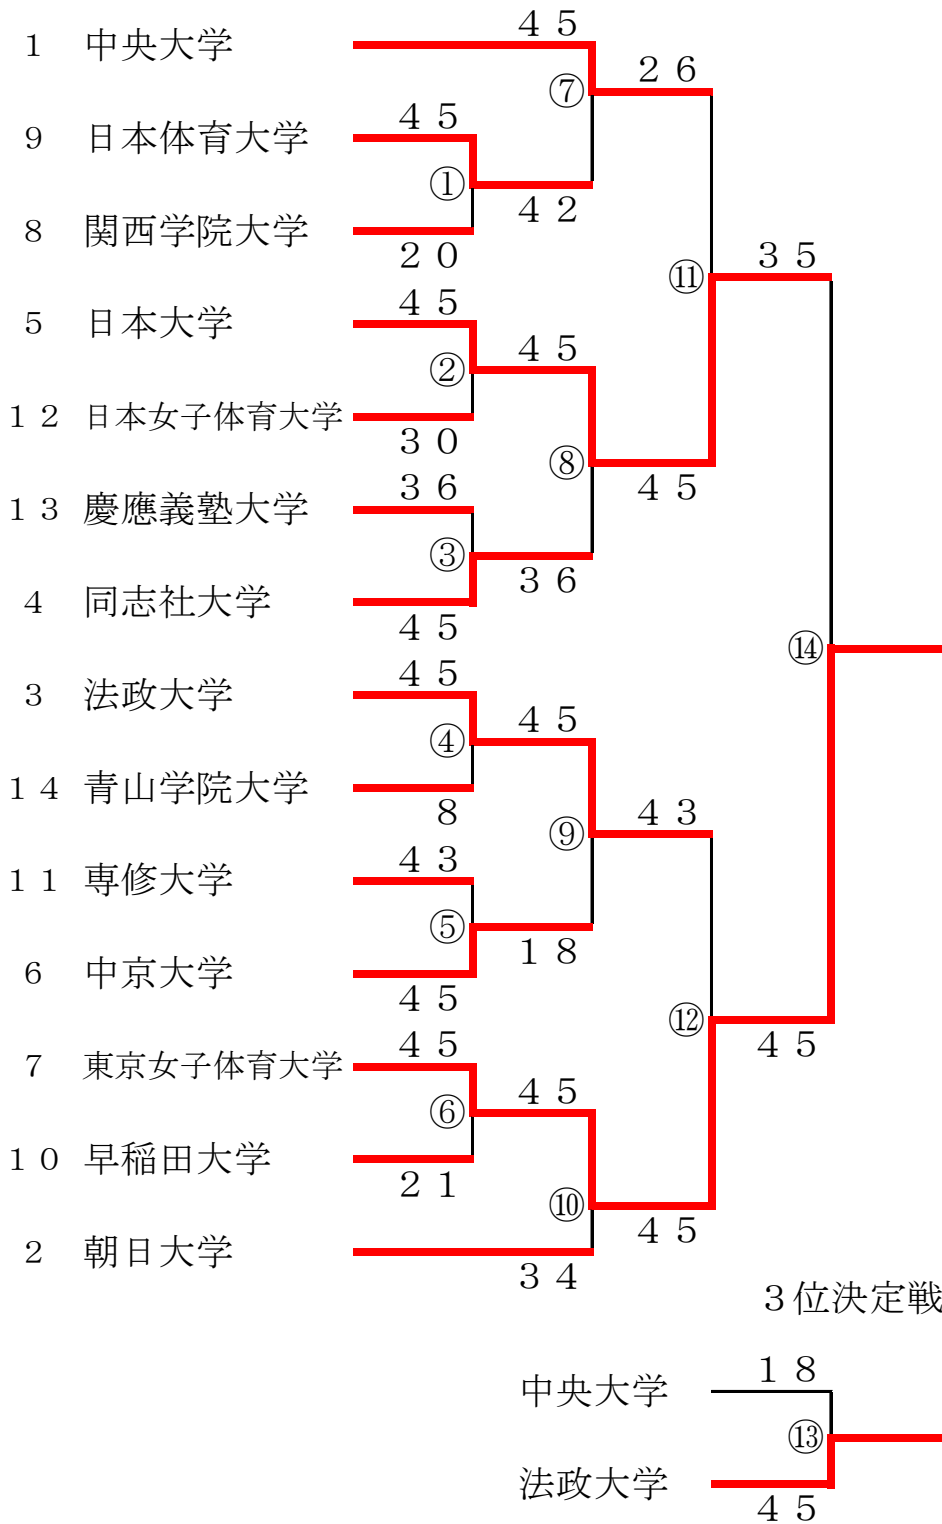 ４５
１ 中央大学
２６
⑦
４５
９ 日本体育大学
①
４２
８ 関西学院大学
２０
３５
⑪
４５
５ 日本大学
４５
②
１２ 日本女子体育大学
３０
⑧
３６
４５
１３ 慶應義塾大学
③
３６
４ 同志社大学
４５
⑭
４５
３ 法政大学
４５
④
１４ 青山学院大学
８
４３
⑨
４３
１１ 専修大学
⑤
１８
６ 中京大学
４５
⑫
４５
４５
７ 東京女子体育大学
４５
⑥
１０ 早稲田大学
２１
⑩
４５
２ 朝日大学
３４
３位決定戦
１８
中央大学
⑬
法政大学
４５